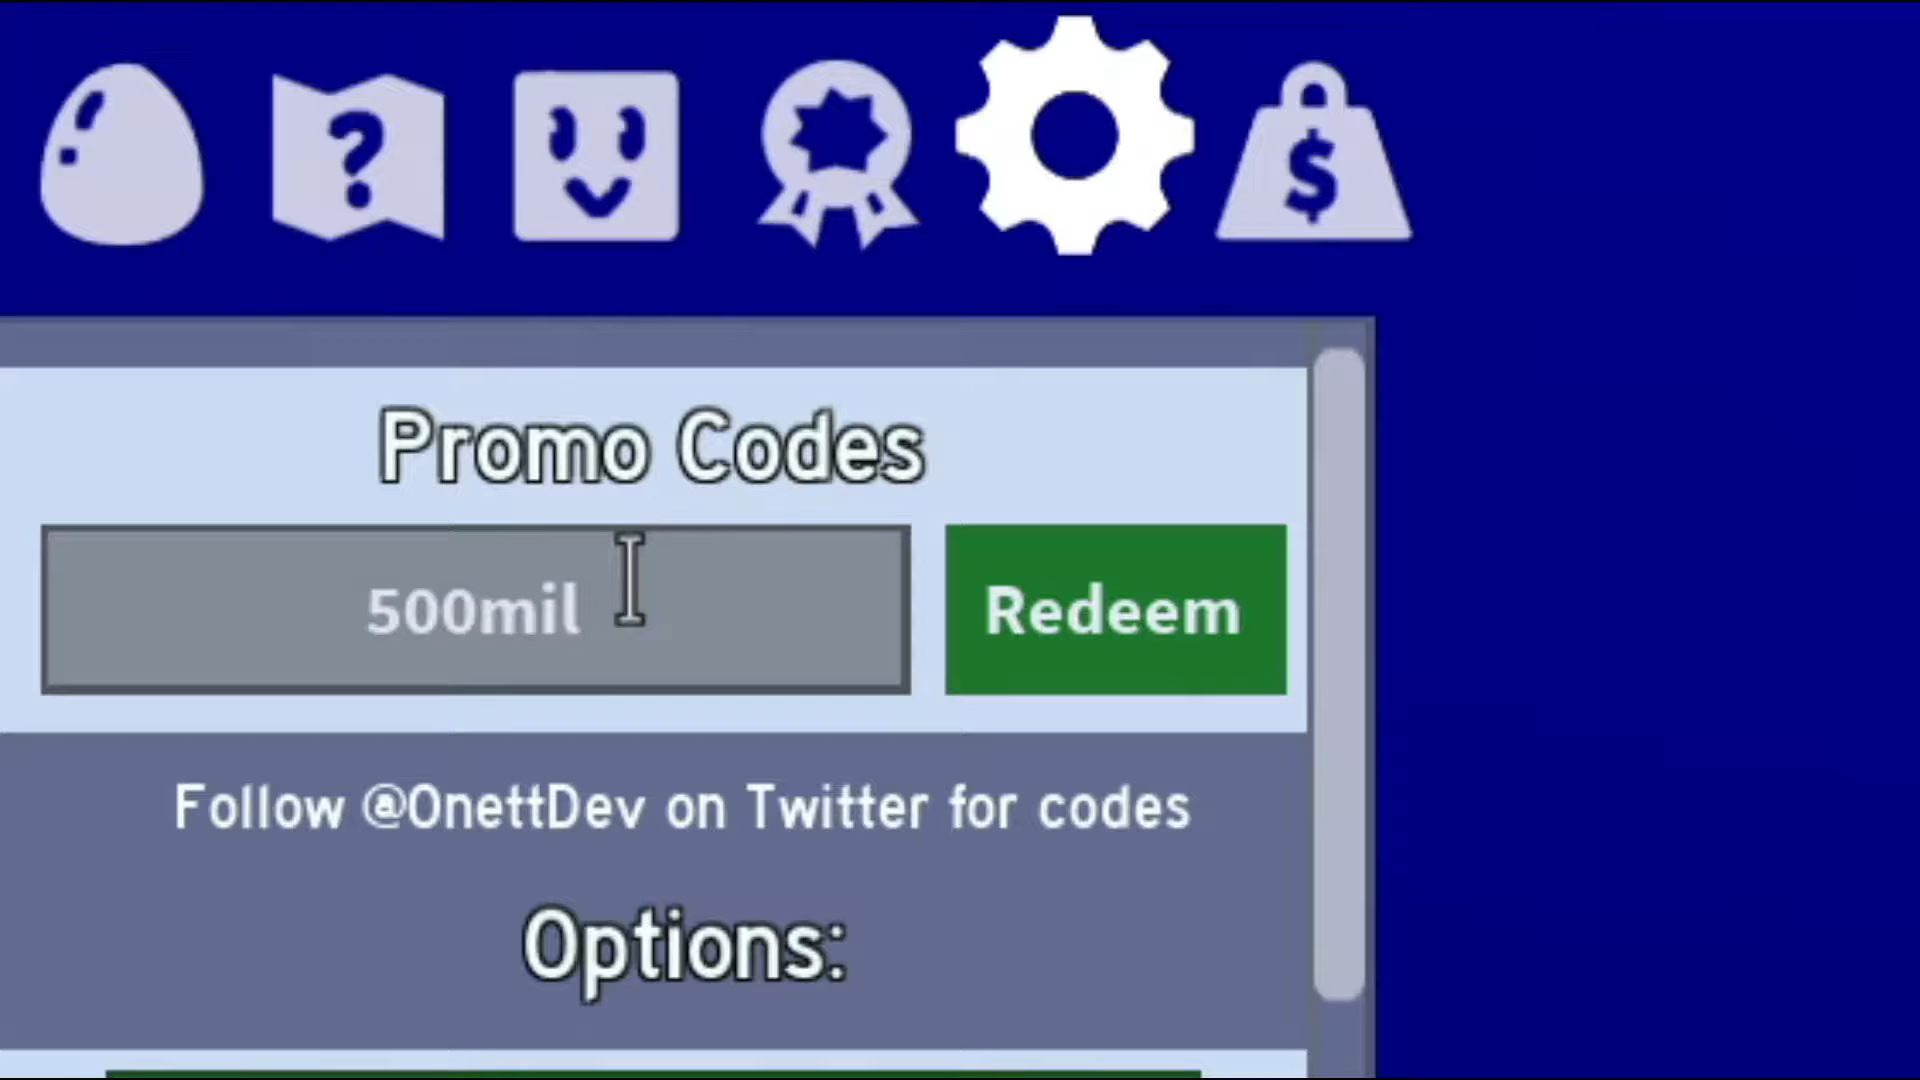 ?
$
Promo Codes
500mil
Redeem
Follow @OnettDev on Twitter for codes
Options: